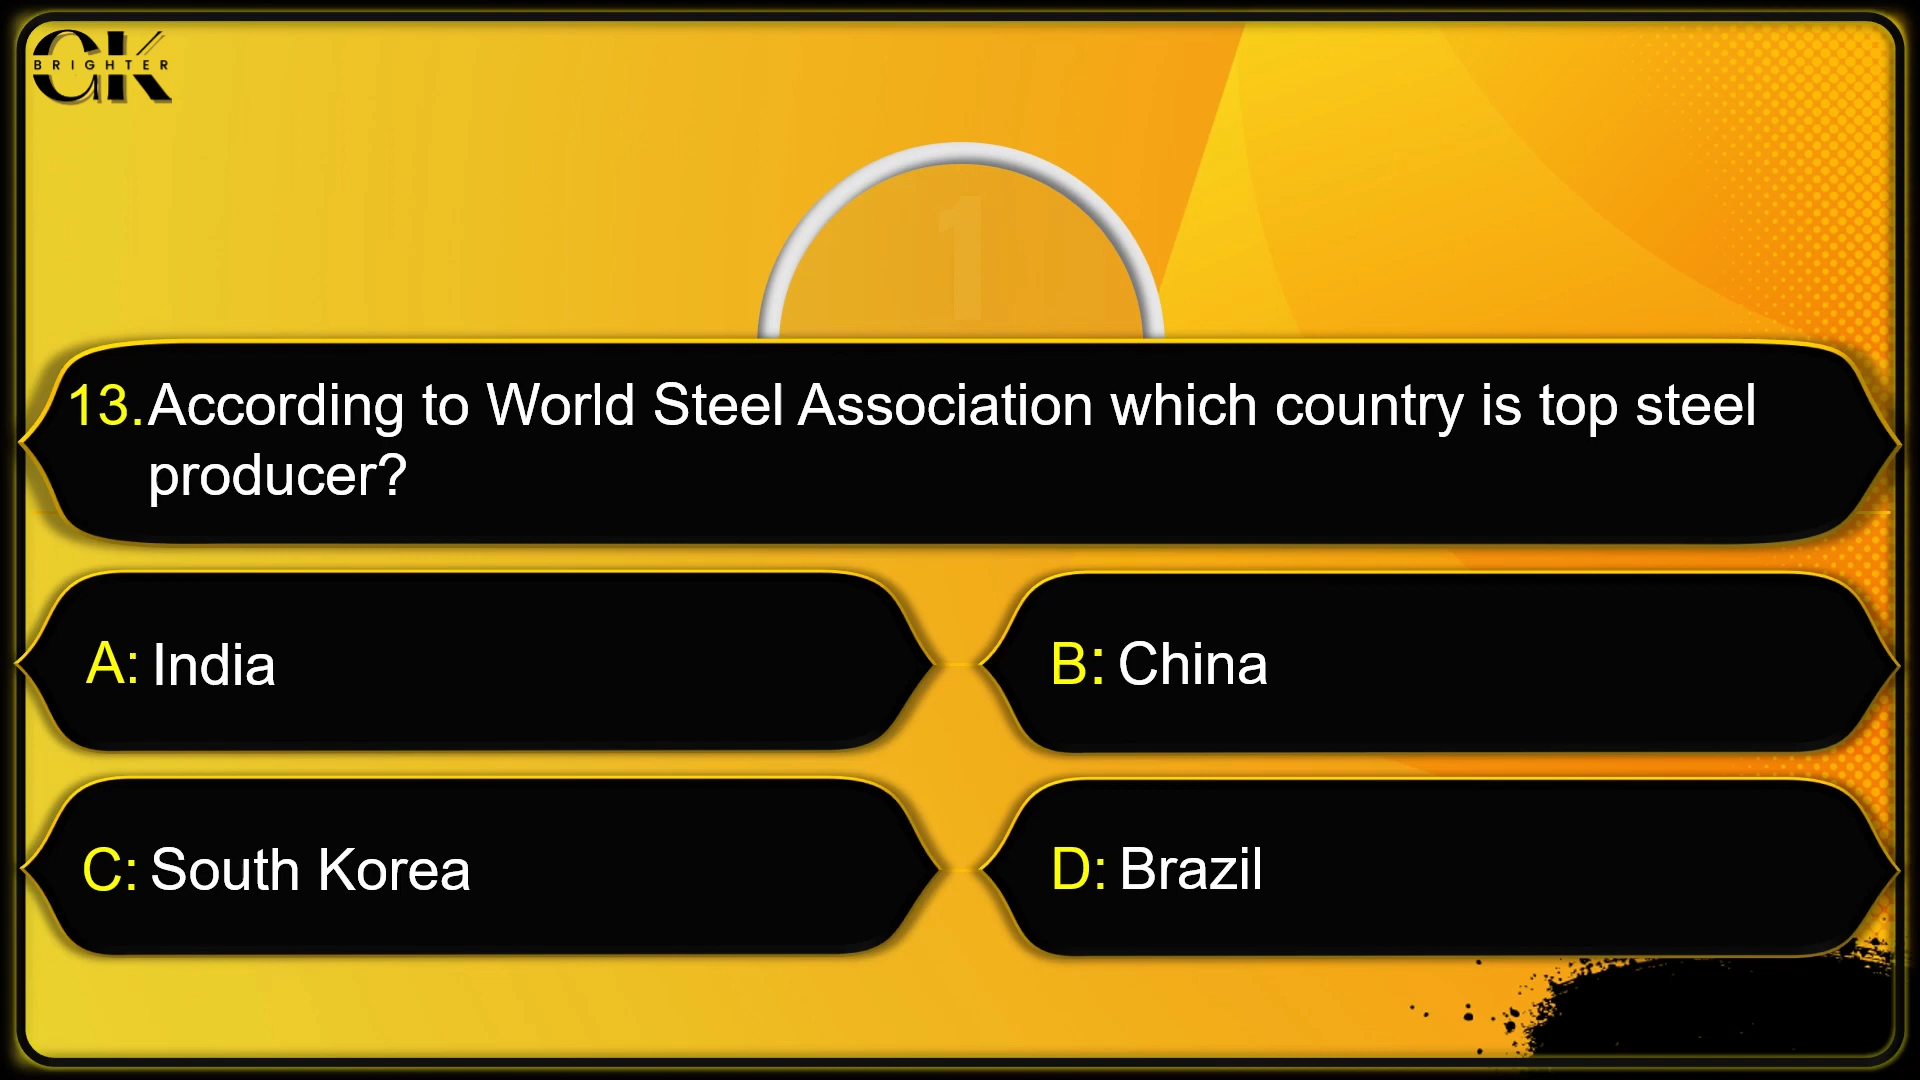 GK
BRIGHTER
1
13. According to World Steel Association which country is top steel
producer?
A: India
B: China
C: South Korea
D: Brazil